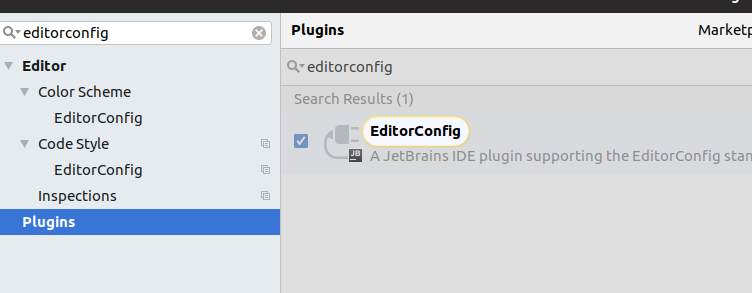 editorconfig
Editor
Color Scheme
EditorConfig
Code Style
EditorConfig
Inspections
Plugins
Plugins
Marketp
editorconfig
Search Results (1)
EditorConfig
JB
A JetBrains IDE plugin supporting the EditorConfig stan